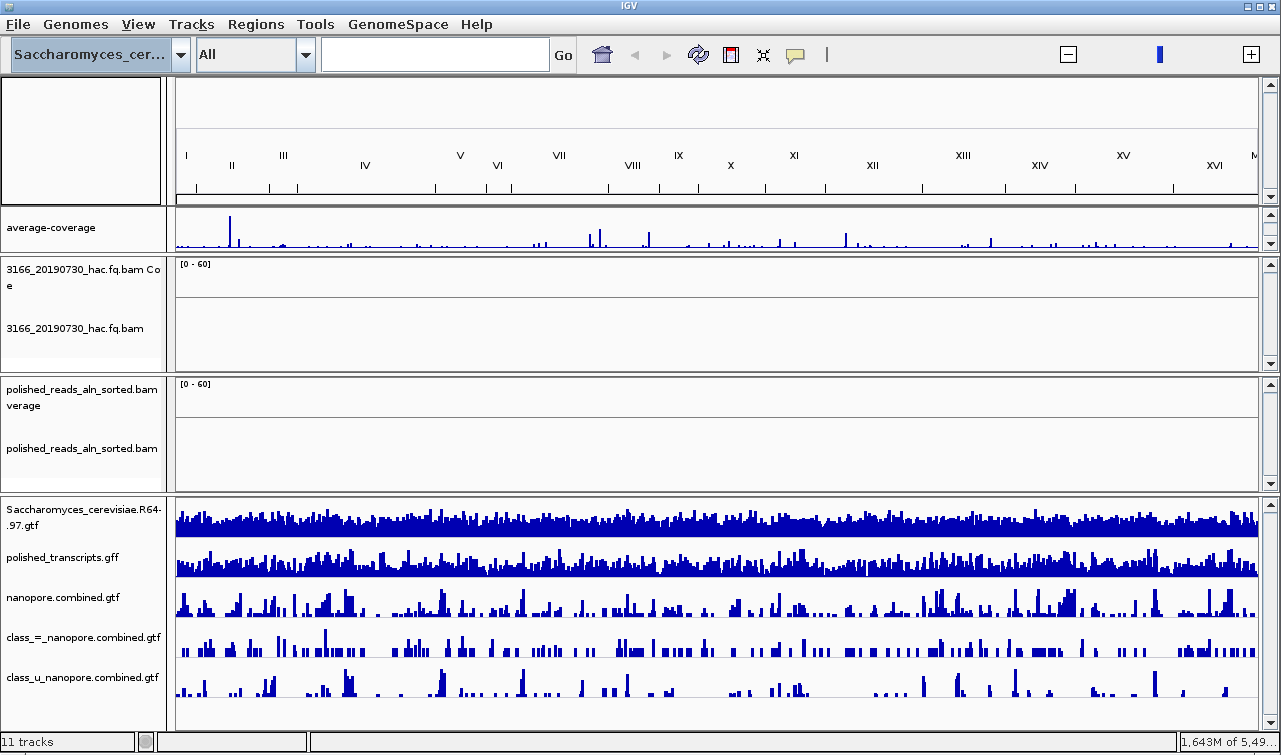 IGV
File Genomes View Tracks Regions Tools GenomeSpace Help
Saccharomyces_cer... All Go
I III V VII IX XI XIII XV M
II IV VI VIII X XII XIV XVI
average-coverage
3166_20190730_hac.fq.bam Co [0 - 60]
e
3166_20190730_hac.fq.bam
polished_reads_aln_sorted.bam [0 - 60]
verage
polished_reads_aln_sorted.bam
Saccharomyces_cerevisiae.R64-
.97.gtf
polished_transcripts.gff
nanopore.combined.gtf
class_=_nanopore.combined.gtf
class_u_nanopore.combined.gtf
11 tracks 1,643M of 5,49...